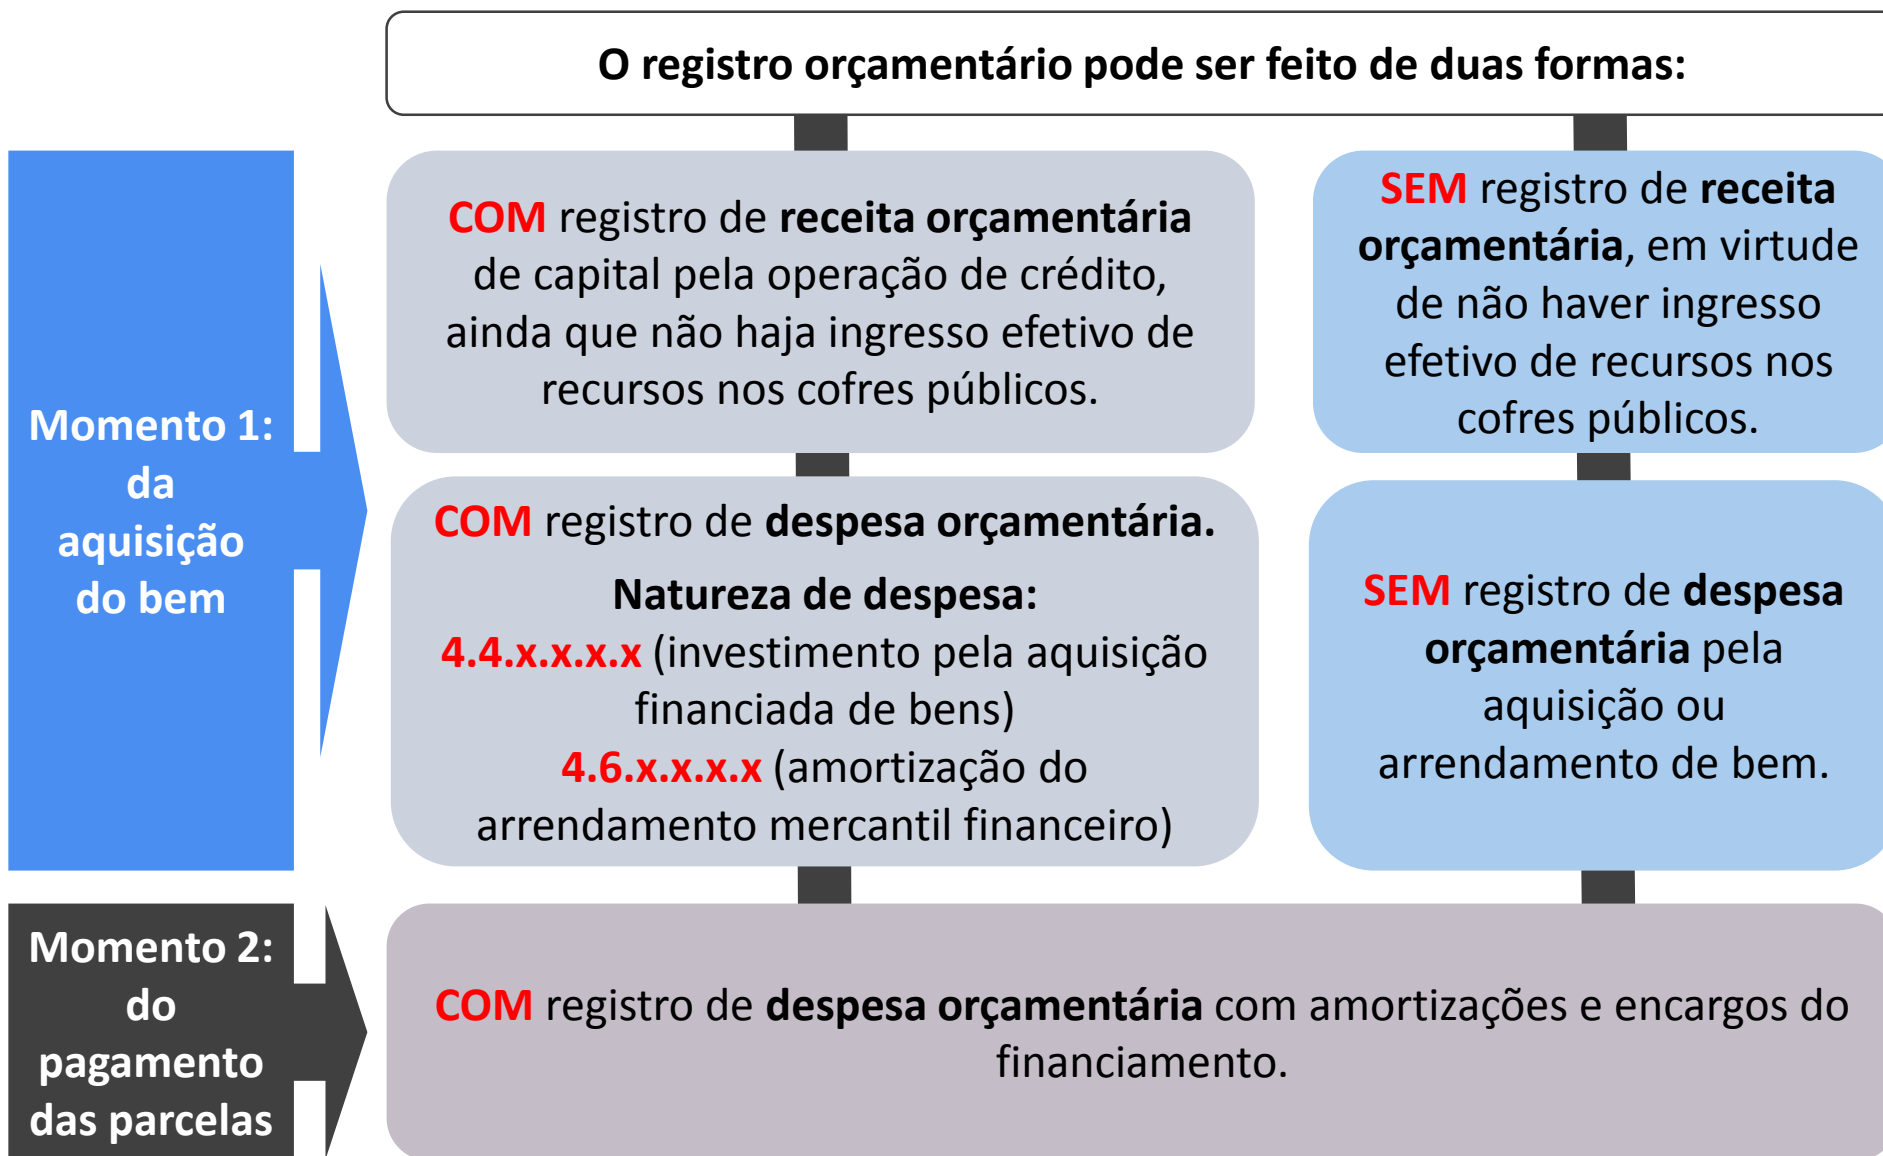 O registro orçamentário pode ser feito de duas formas:
Momento 1:
da
aquisição
do bem
COM registro de receita orçamentária
de capital pela operação de crédito,
ainda que não haja ingresso efetivo de
recursos nos cofres públicos.
SEM registro de receita
orçamentária, em virtude
de não haver ingresso
efetivo de recursos nos
cofres públicos.
COM registro de despesa orçamentária.
Natureza de despesa:
4.4.x.x.x.x (investimento pela aquisição
financiada de bens)
4.6.x.x.x.x (amortização do
arrendamento mercantil financeiro)
SEM registro de despesa
orçamentária pela
aquisição ou
arrendamento de bem.
Momento 2:
do
pagamento
das parcelas
COM registro de despesa orçamentária com amortizações e encargos do
financiamento.